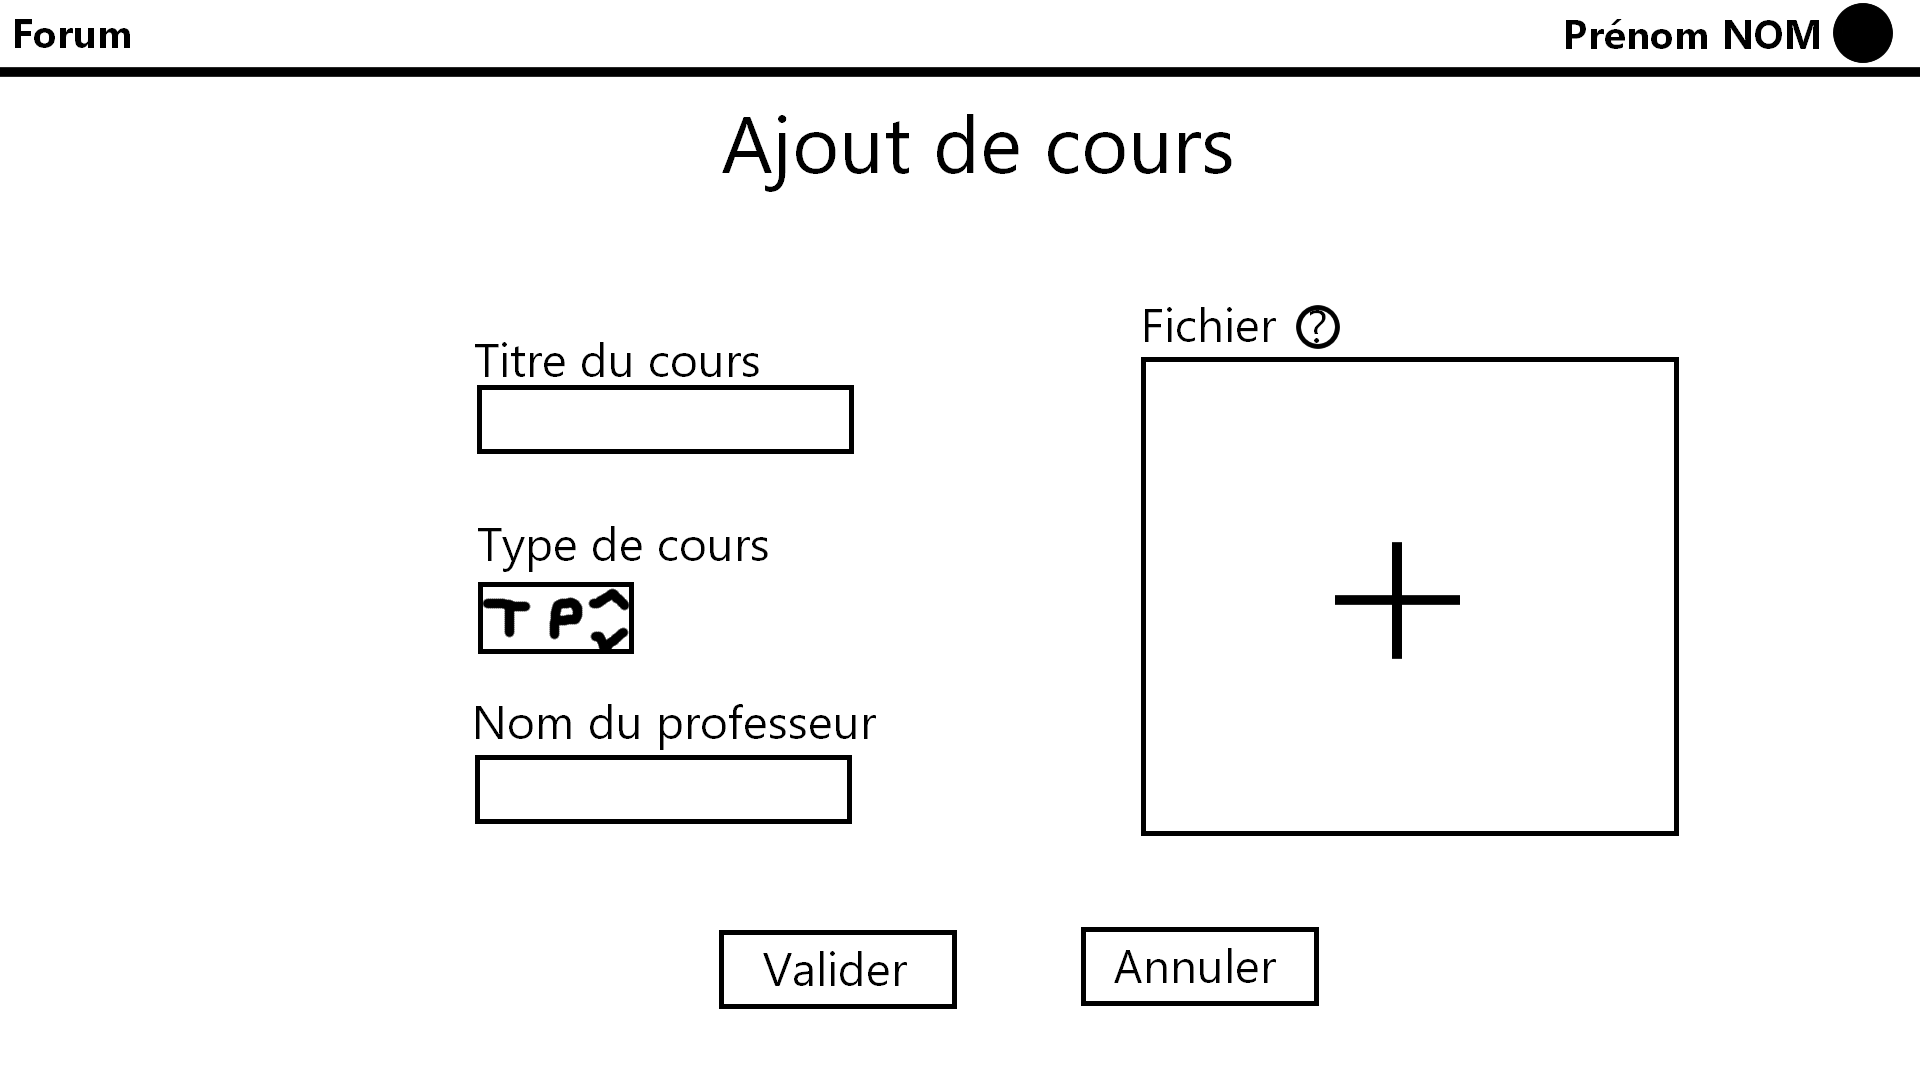 Forum
Prénom NOM
Ajout de cours
Titre du cours
Type de cours
TP
Nom du professeur
Fichier ?
Valider
Annuler